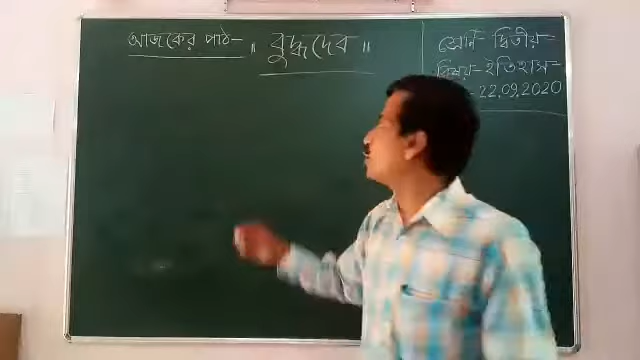 আজকের পাঠ- " বুদ্ধদেব "
শ্রেণি- দ্বিতীয়=
বিষয়- ইতিহাস=
-22.09.2020